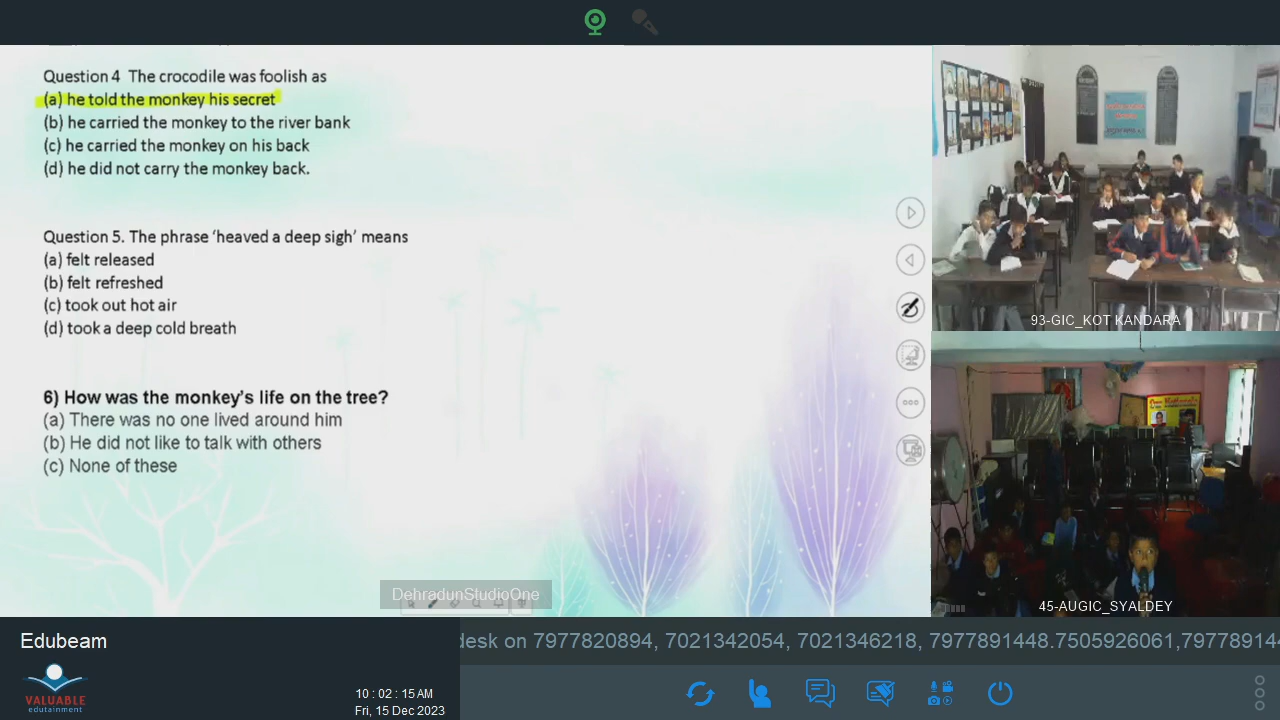 Question 4 The crocodile was foolish as
(a) he told the monkey his secret
(b) he carried the monkey to the river bank
(c) he carried the monkey on his back
(d) he did not carry the monkey back.
Question 5. The phrase ‘heaved a deep sigh’ means
(a) felt released
(b) felt refreshed
(c) took out hot air
(d) took a deep cold breath
6) How was the monkey’s life on the tree?
(a) There was no one lived around him
(b) He did not like to talk with others
(c) None of these
DehradunStudioOne
93-GIC_KOT KANDARA
45-AUGIC_SYALDEY
Edubeam
desk on 7977820894, 7021342054, 7021346218, 7977891448.7505926061,79778914
VALUABLE
edutainment
10 : 02 : 15 AM
Fri, 15 Dec 2023